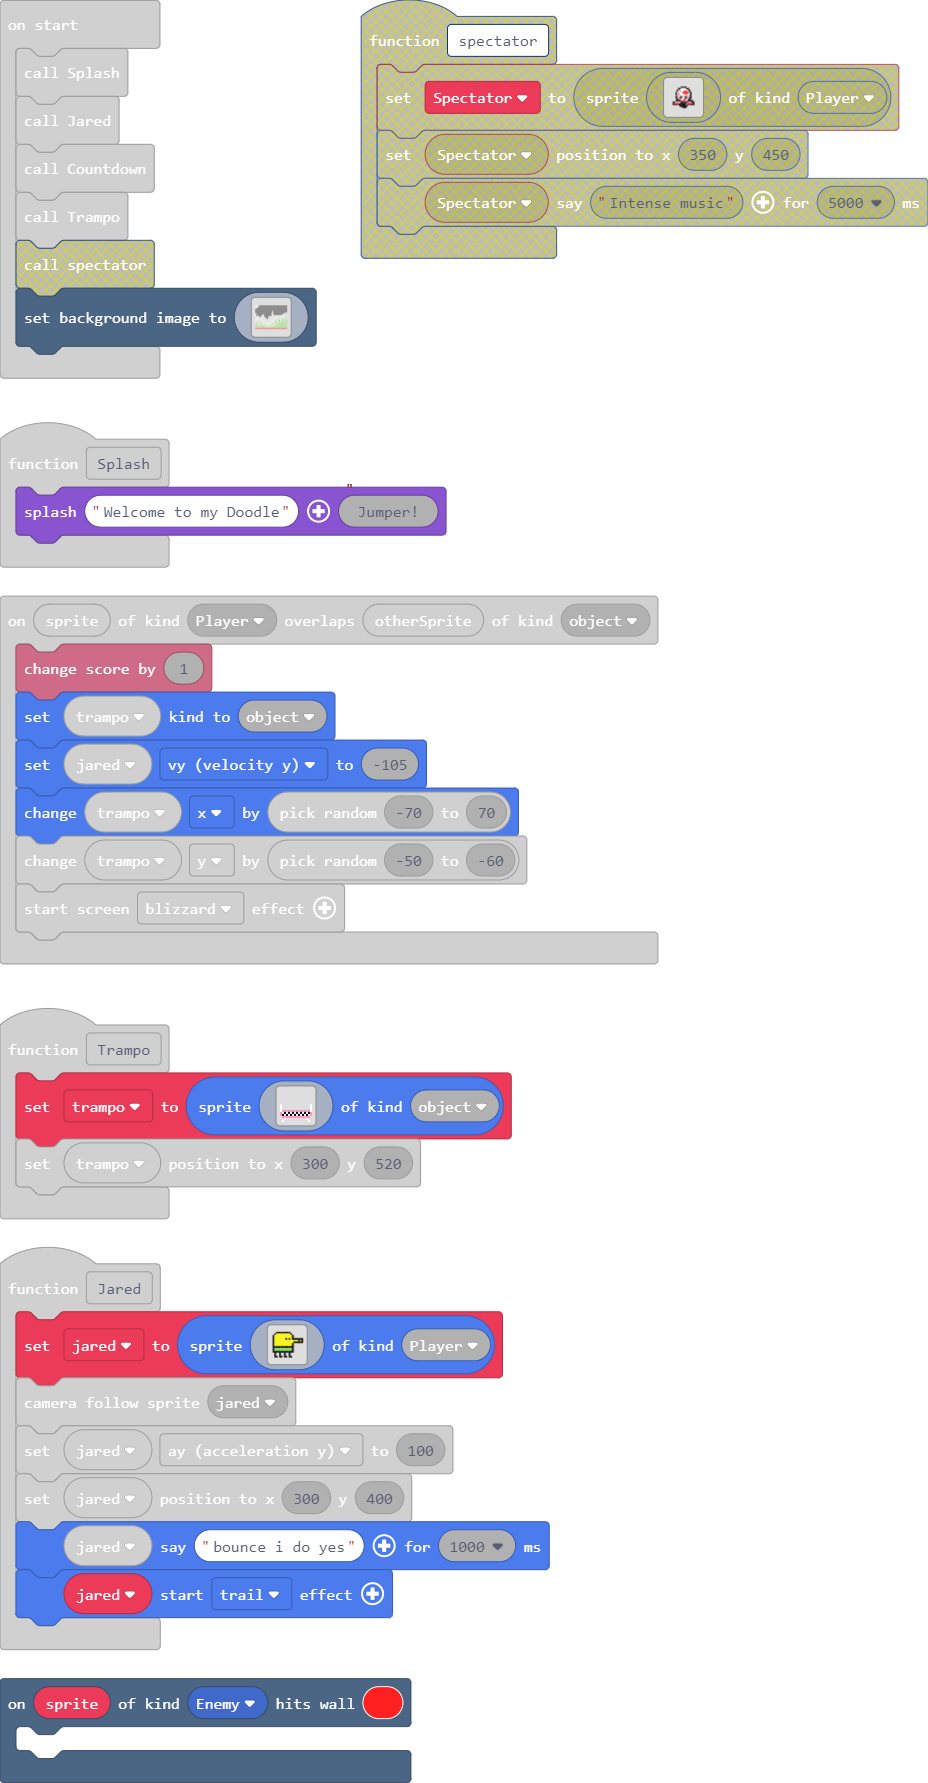 on start
call Splash
call Jared
call Countdown
call Trampo
call spectator
set background image to
function spectator
set Spectator to sprite of kind Player
set Spectator position to x 350 y 450
Spectator say "Intense music" for 5000 ms
function Splash
splash "Welcome to my Doodle" "Jumper!
on sprite of kind Player overlaps otherSprite of kind object
change score by 1
set trampo kind to object
set jared vy (velocity y) to -105
change trampo x by pick random -70 to 70
change trampo y by pick random -50 to -60
start screen blizzard effect
function Trampo
set trampo to sprite of kind object
set trampo position to x 300 y 520
function Jared
set jared to sprite of kind Player
camera follow sprite jared
set jared ay (acceleration y) to 100
set jared position to x 300 y 400
jared say "bounce i do yes" for 1000 ms
jared start trail effect
on sprite of kind Enemy hits wall